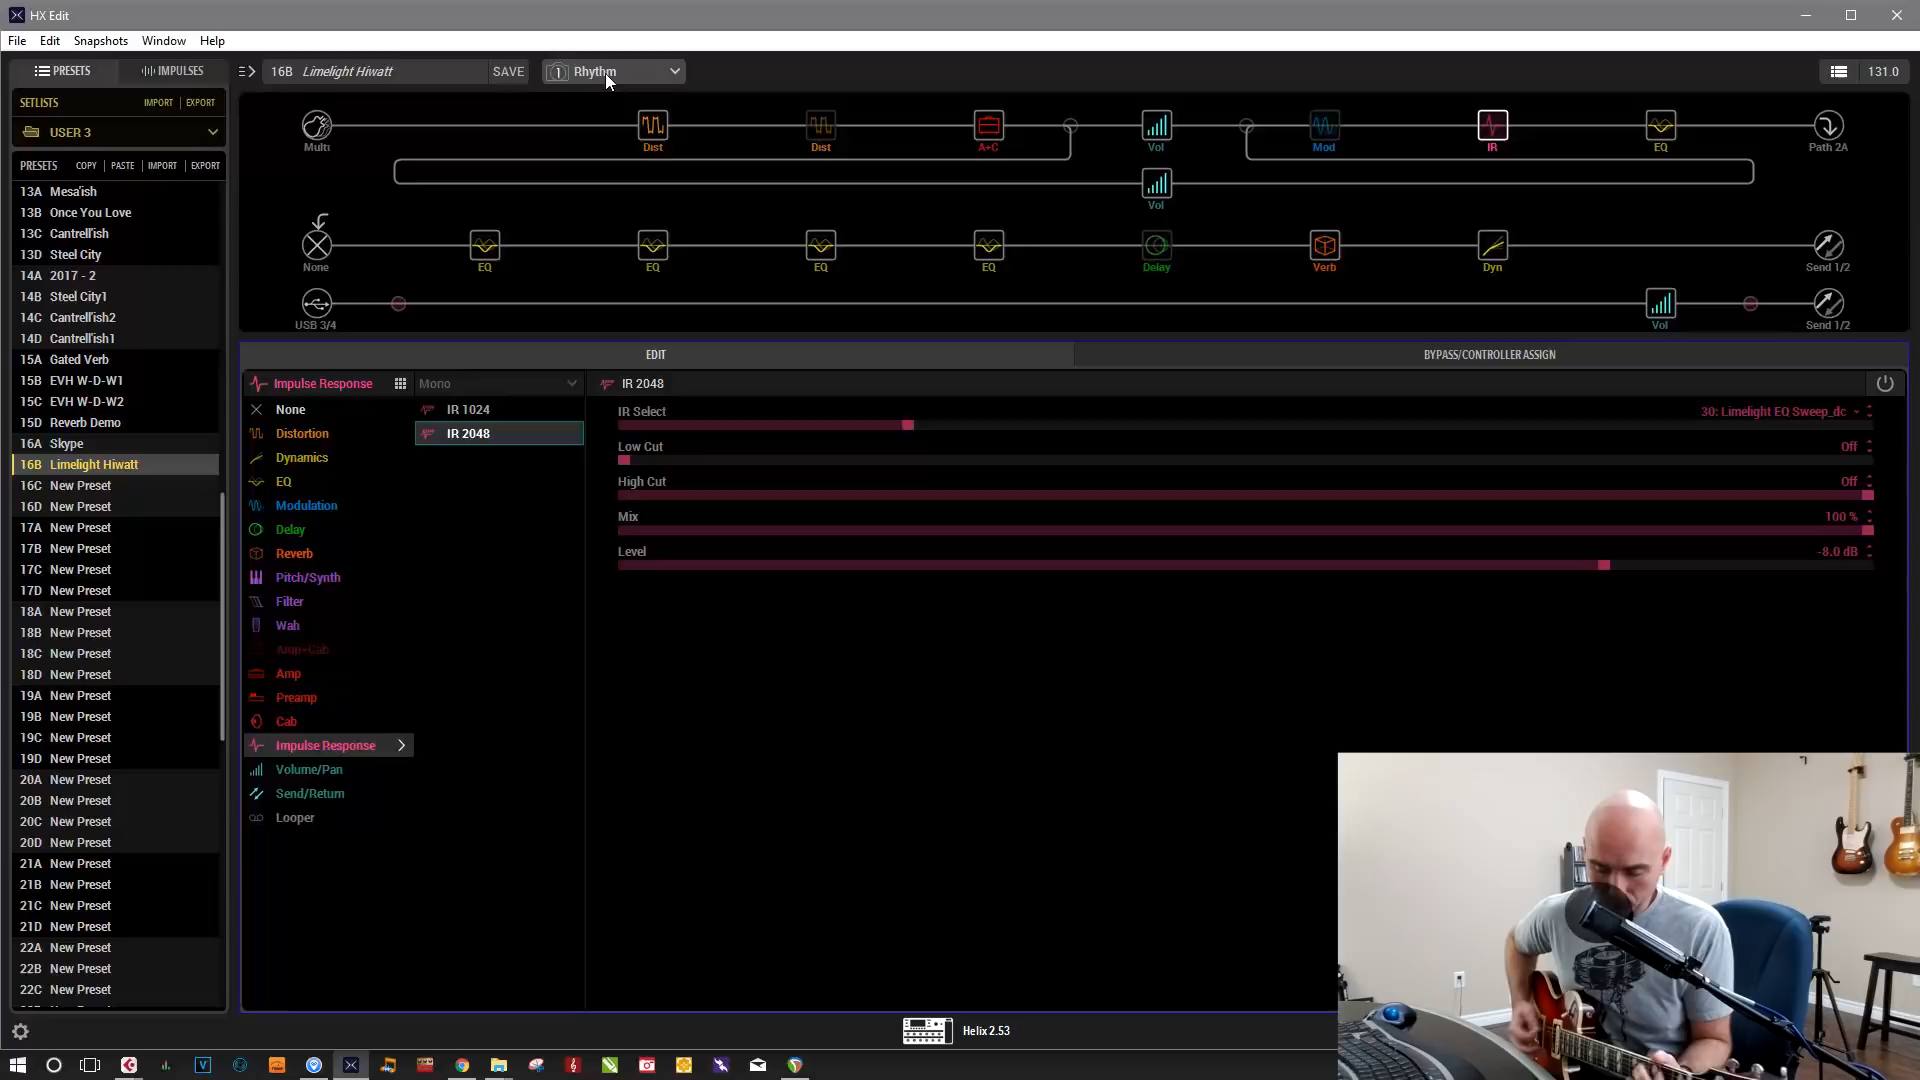 HX Edit
File Edit Snapshots Window Help
PRESETS IMPULSES
16B Limelight Hiwatt SAVE 1 Rhythm 131.0
SETLISTS IMPORT EXPORT
USER 3
PRESETS COPY PASTE IMPORT EXPORT
13A Mesa'ish
13B Once You Love
13C Cantrell'ish
13D Steel City
14A 2017 - 2
14B Steel City1
14C Cantrell'ish2
14D Cantrell'ish1
15A Gated Verb
15B EVH W-D-W1
15C EVH W-D-W2
15D Reverb Demo
16A Skype
16B Limelight Hiwatt
16C New Preset
16D New Preset
17A New Preset
17B New Preset
17C New Preset
17D New Preset
18A New Preset
18B New Preset
18C New Preset
18D New Preset
19A New Preset
19B New Preset
19C New Preset
19D New Preset
20A New Preset
20B New Preset
20C New Preset
20D New Preset
21A New Preset
21B New Preset
21C New Preset
21D New Preset
22A New Preset
22B New Preset
22C New Preset
Multi Dist Dist A+C Vol Mod IR EQ Path 2A
Vol
None EQ EQ EQ EQ Delay Verb Dyn Send 1/2
USB 3/4 Vol Send 1/2
EDIT BYPASS/CONTROLLER ASSIGN
Impulse Response Mono IR 2048
None
Distortion
Dynamics
EQ
Modulation
Delay
Reverb
Pitch/Synth
Filter
Wah
Amp+Cab
Amp
Preamp
Cab
Impulse Response
Volume/Pan
Send/Return
Looper
IR 1024
IR 2048
IR Select 30: Limelight EQ Sweep_dc
Low Cut Off
High Cut Off
Mix 100 %
Level -8.0 dB
Helix 2.53